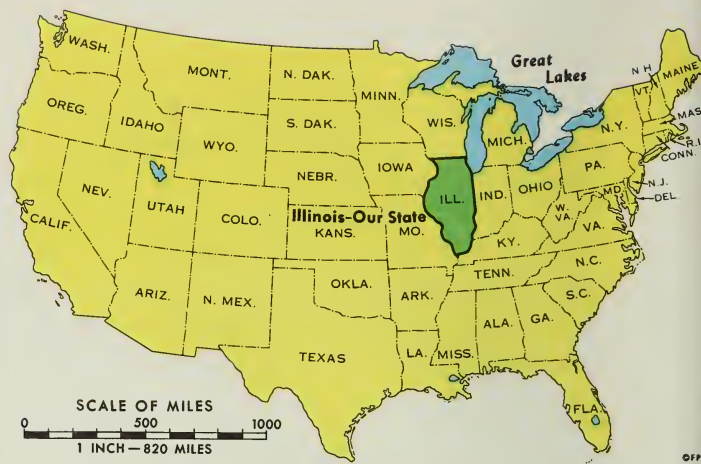 WASH.
MONT.
N. DAK.
MINN.
Great
Lakes
N H
VT.
MAINE
OREG.
IDAHO
WYO.
S. DAK.
WIS.
MICH.
N.Y.
MAS
R.I.
CONN.
NEV.
UTAH
COLO.
NEBR.
IOWA
ILL.
IND.
OHIO
PA.
N.J.
MD.
DEL
W.
VA.
VA.
CALIF.
Illinois-Our State
KANS.
MO.
KY.
ARIZ.
N. MEX.
OKLA.
ARK.
TENN.
N.C.
S.C.
TEXAS
LA.
MISS.
ALA.
GA.
FLA.
SCALE OF MILES
0 500 1000
1 INCH—820 MILES
©FP